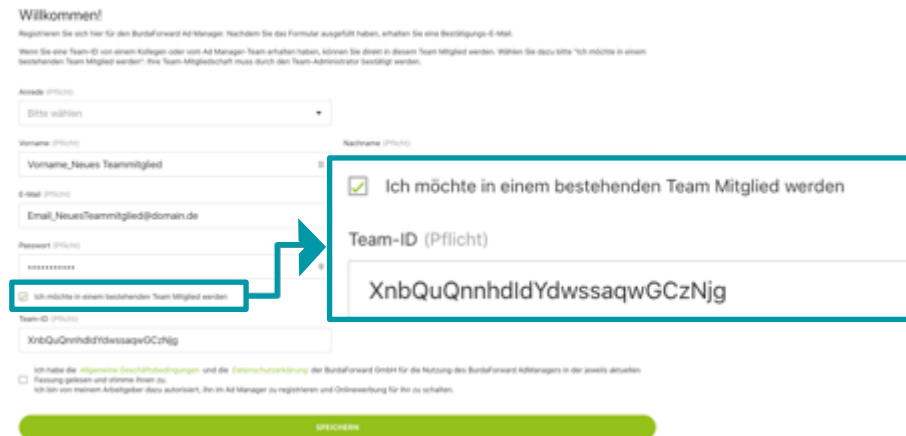 Willkommen!
Registrieren Sie sich hier für den BurdaForward Ad Manager. Nachdem Sie das Formular ausgefüllt haben, erhalten Sie eine Bestätigungs-E-Mail.
Wenn Sie eine Team-ID von einem Kollegen oder vom Ad Manager-Team erhalten haben, können Sie direkt in diesem Team Mitglied werden. Wählen Sie dazu bitte "Ich möchte in einem
bestehenden Team Mitglied werden". Ihre Team-Mitgliedschaft muss durch den Team-Administrator bestätigt werden.
Anrede (Pflicht)
Bitte wählen
Vorname (Pflicht)
Nachname (Pflicht)
Vorname_Neues Teammitglied
E-Mail (Pflicht)
Email_NeuesTeammitglied@domain.de
Passwort (Pflicht)
Ich möchte in einem bestehenden Team Mitglied werden
Team-ID (Pflicht)
XnbQuQnnhdIdYdwssaqwGCzNjg
Ich möchte in einem bestehenden Team Mitglied werden
Team-ID (Pflicht)
XnbQuQnnhdIdYdwssaqwGCzNjg
Ich habe die Allgemeine Geschäftsbedingungen und die Datenschutzerklärung der BurdaForward GmbH für die Nutzung des BurdaForward AdManagers in der jeweils aktuellen
Fassung gelesen und stimme ihnen zu.
Ich bin von meinem Arbeitgeber dazu autorisiert, ihn im Ad Manager zu registrieren und Onlinewerbung für ihn zu schalten.
SPEICHERN